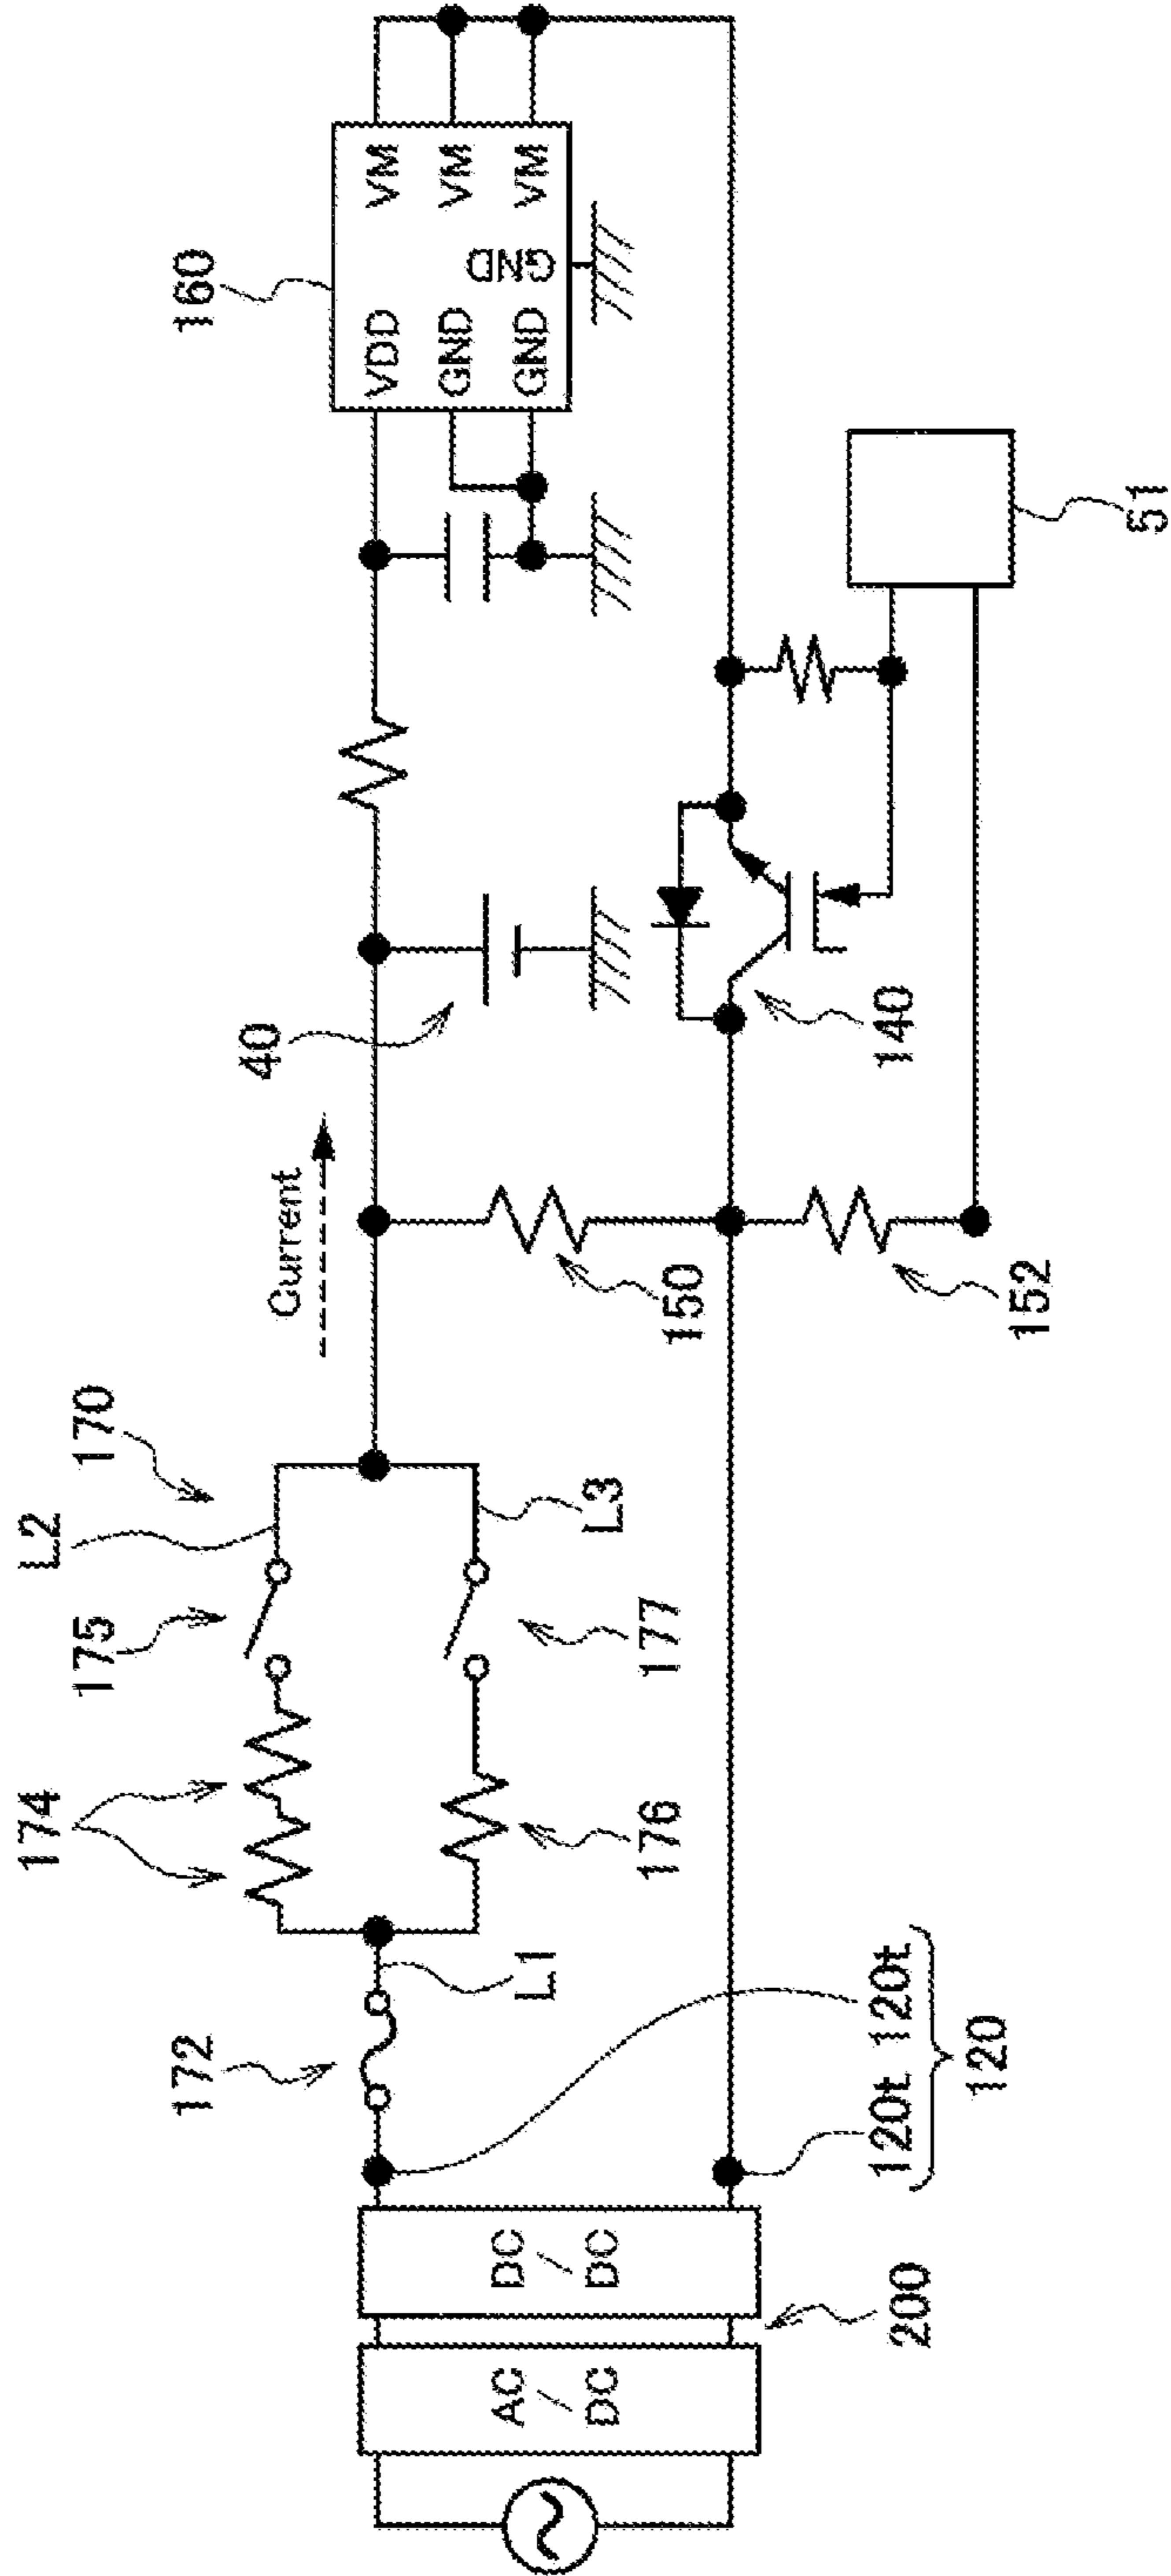 160
VDD
VM
GND
VM
GND
VM
GND
51
40
Current
140
150
152
170
L2
175
L3
177
174
176
L1
172
120t
120t
120
DC
/
DC
AC
/
DC
200